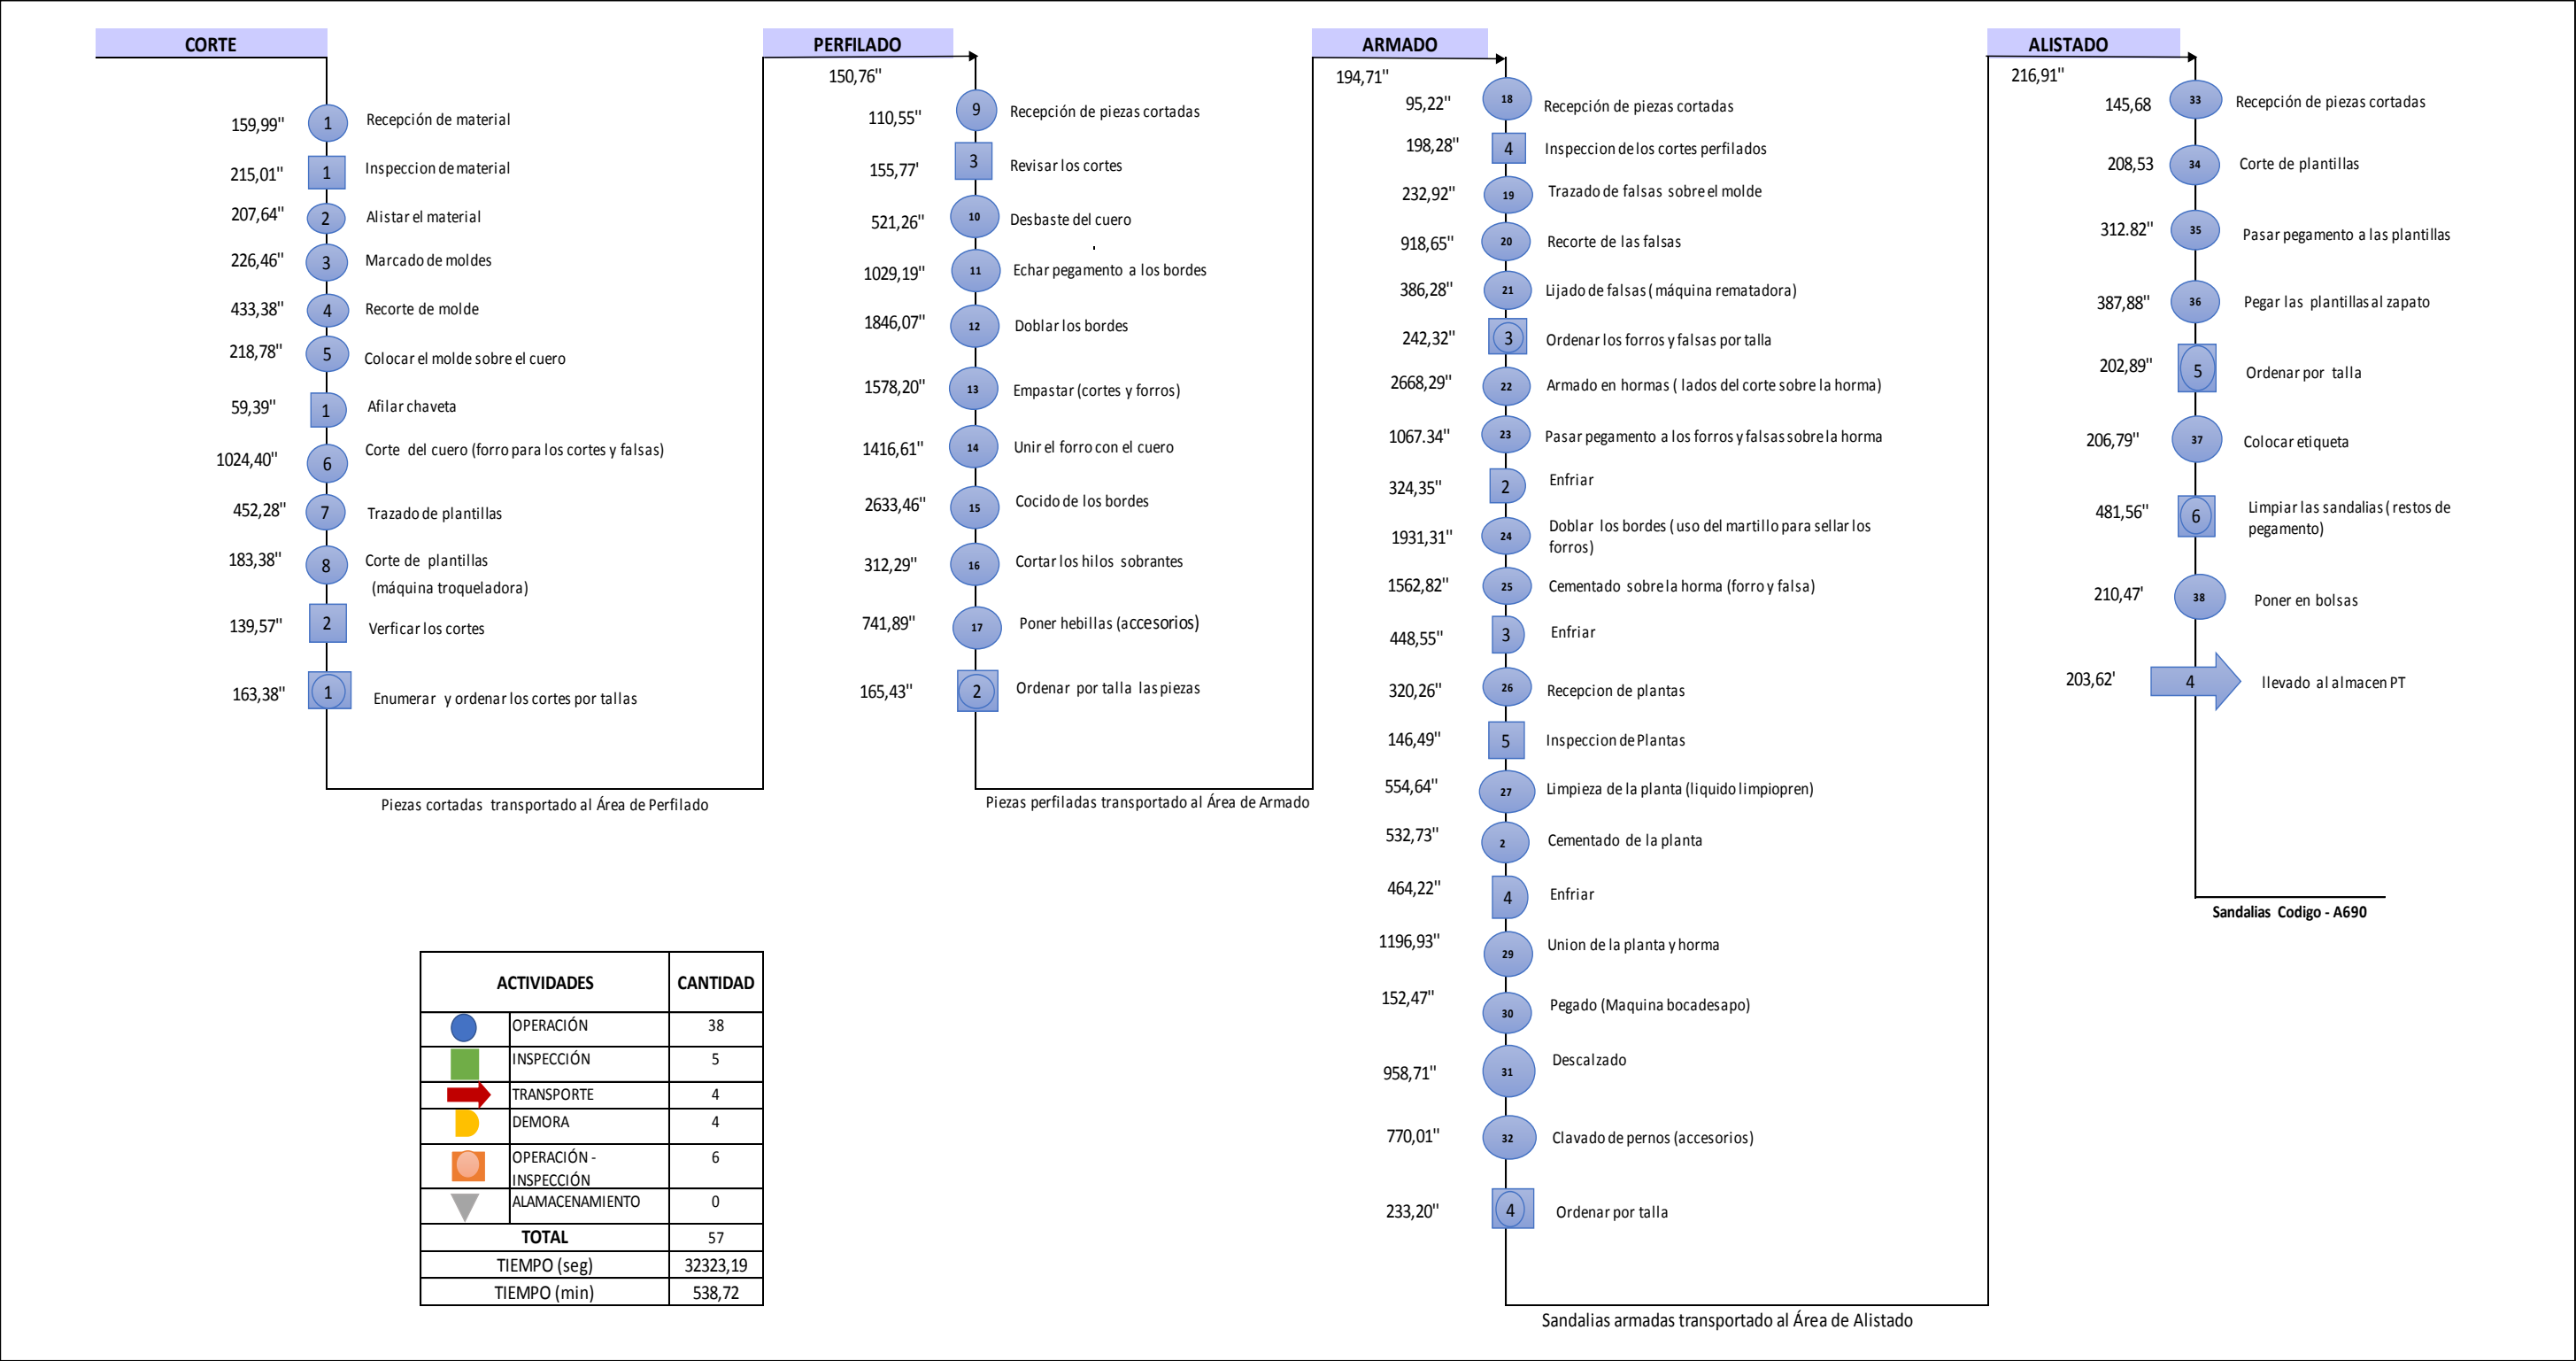 CORTE
159,99" 1 Recepción de material
215,01" 1 Inspeccion de material
207,64" 2 Alistar el material
226,46" 3 Marcado de moldes
433,38" 4 Recorte de molde
218,78" 5 Colocar el molde sobre el cuero
59,39" 1 Afilar chaveta
1024,40" 6 Corte del cuero (forro para los cortes y falsas)
452,28" 7 Trazado de plantillas
183,38" 8 Corte de plantillas
(máquina troqueladora)
139,57" 2 Verficar los cortes
163,38" 1 Enumerar y ordenar los cortes por tallas
Piezas cortadas transportado al Área de Perfilado
PERFILADO
150,76"
110,55" 9 Recepción de piezas cortadas
155,77' 3 Revisar los cortes
521,26" 10 Desbaste del cuero
1029,19" 11 Echar pegamento a los bordes
1846,07" 12 Doblar los bordes
1578,20" 13 Empastar (cortes y forros)
1416,61" 14 Unir el forro con el cuero
2633,46" 15 Cocido de los bordes
312,29" 16 Cortar los hilos sobrantes
741,89" 17 Poner hebillas (accesorios)
165,43" 2 Ordenar por talla las piezas
Piezas perfiladas transportado al Área de Armado
ARMADO
194,71"
95,22" 18 Recepción de piezas cortadas
198,28" 4 Inspeccion de los cortes perfilados
232,92" 19 Trazado de falsas sobre el molde
918,65" 20 Recorte de las falsas
386,28" 21 Lijado de falsas ( máquina rematadora)
242,32" 3 Ordenar los forros y falsas por talla
2668,29" 22 Armado en hormas ( lados del corte sobre la horma)
1067.34" 23 Pasar pegamento a los forros y falsas sobre la horma
324,35" 2 Enfriar
1931,31" 24 Doblar los bordes ( uso del martillo para sellar los
forros)
1562,82" 25 Cementado sobre la horma (forro y falsa)
448,55" 3 Enfriar
320,26" 26 Recepcion de plantas
146,49" 5 Inspeccion de Plantas
554,64" 27 Limpieza de la planta (liquido limpiopren)
532,73" 2 Cementado de la planta
464,22" 4 Enfriar
1196,93" 29 Union de la planta y horma
152,47" 30 Pegado (Maquina bocadesapo)
958,71" 31 Descalzado
770,01" 32 Clavado de pernos (accesorios)
233,20" 4 Ordenar por talla
Sandalias armadas transportado al Área de Alistado
ALISTADO
216,91"
145,68 33 Recepción de piezas cortadas
208,53 34 Corte de plantillas
312.82" 35 Pasar pegamento a las plantillas
387,88" 36 Pegar las plantillas al zapato
202,89" 5 Ordenar por talla
206,79" 37 Colocar etiqueta
481,56" 6 Limpiar las sandalias ( restos de
pegamento)
210,47' 38 Poner en bolsas
203,62' 4 llevado al almacen PT
Sandalias Codigo - A690
ACTIVIDADES CANTIDAD
OPERACIÓN 38
INSPECCIÓN 5
TRANSPORTE 4
DEMORA 4
OPERACIÓN - 6
INSPECCIÓN
ALAMACENAMIENTO 0
TOTAL 57
TIEMPO (seg) 32323,19
TIEMPO (min) 538,72